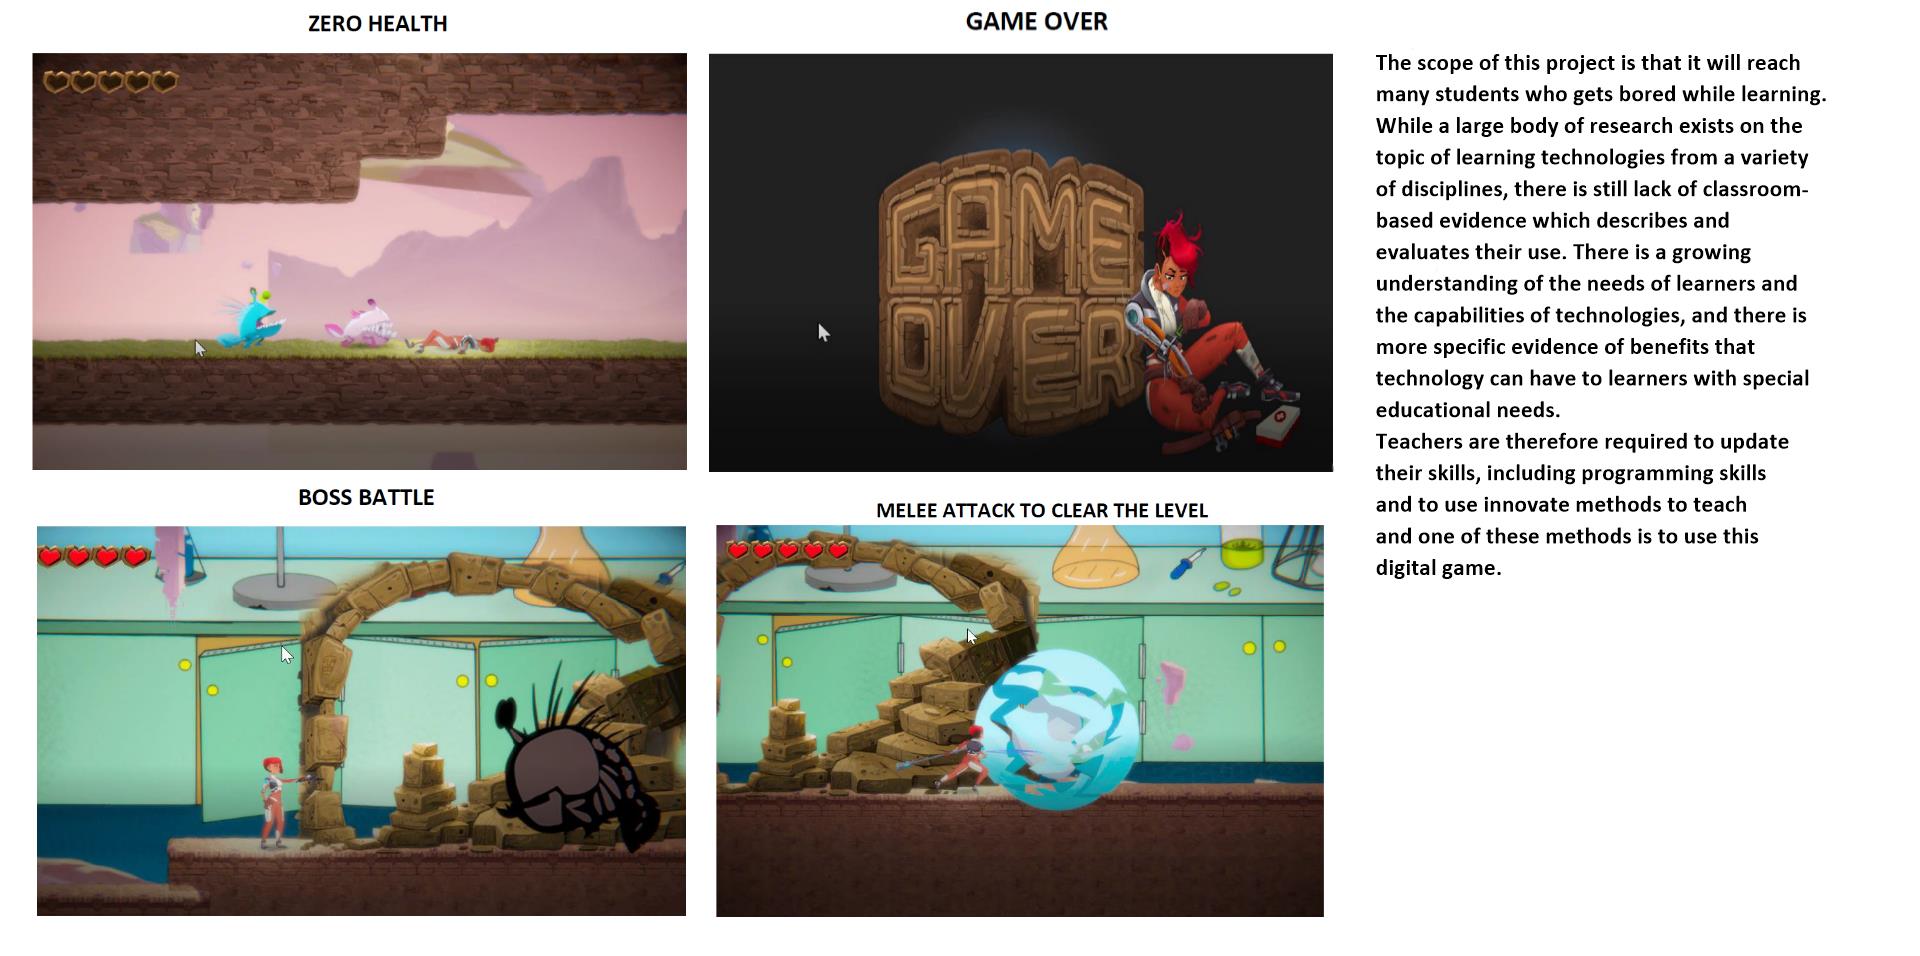 ZERO HEALTH
GAME OVER
GAME
OVER
BOSS BATTLE
MELEE ATTACK TO CLEAR THE LEVEL
The scope of this project is that it will reach
many students who gets bored while learning.
While a large body of research exists on the
topic of learning technologies from a variety
of disciplines, there is still lack of classroom-
based evidence which describes and
evaluates their use. There is a growing
understanding of the needs of learners and
the capabilities of technologies, and there is
more specific evidence of benefits that
technology can have to learners with special
educational needs.
Teachers are therefore required to update
their skills, including programming skills
and to use innovate methods to teach
and one of these methods is to use this
digital game.